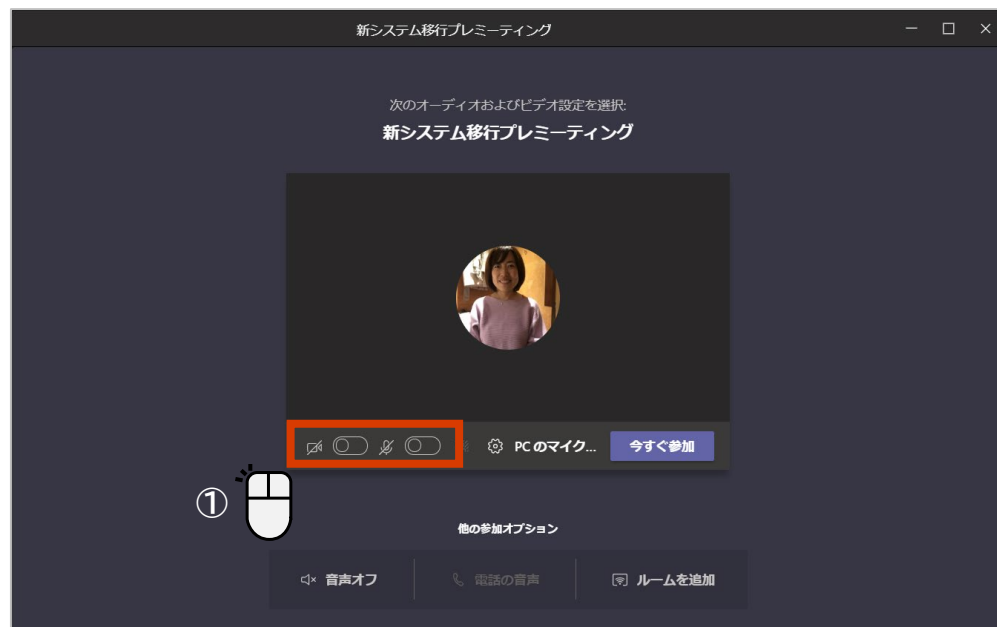 新システム移行プレミーティング
次のオーディオおよびビデオ設定を選択:
新システム移行プレミーティング
PC のマイク... 今すぐ参加
①
他の参加オプション
音声オフ 電話の音声 ルームを追加